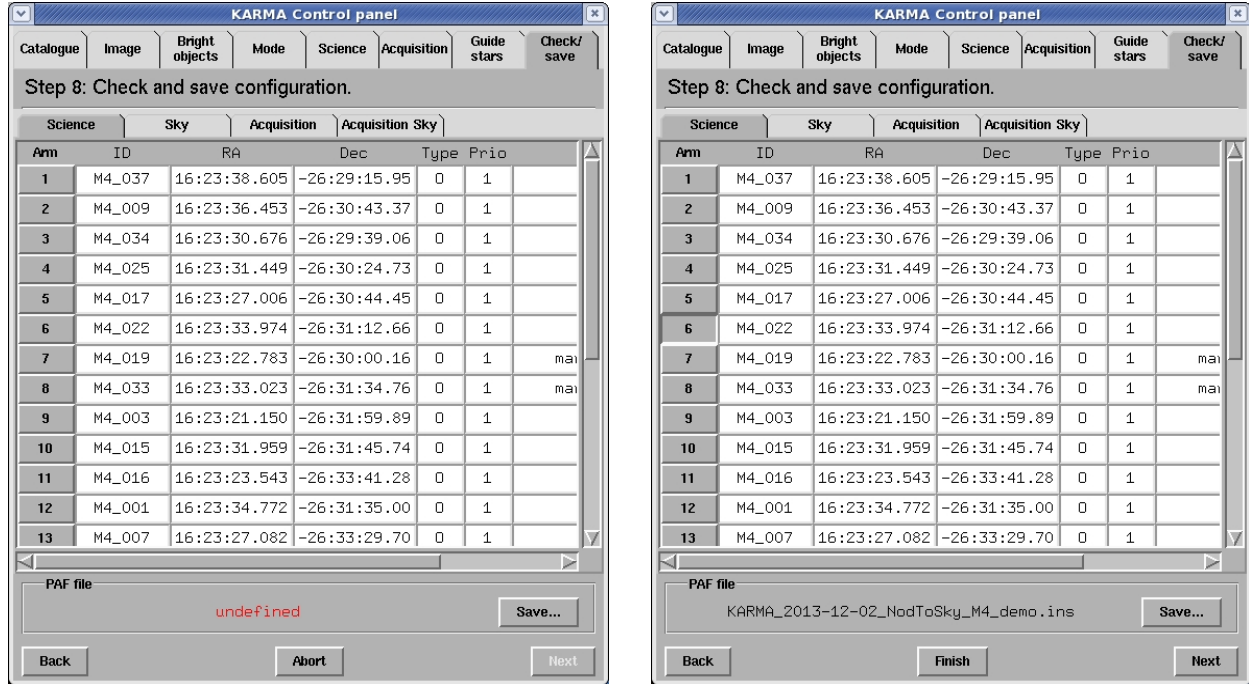 KARMA Control panel
Catalogue Image Bright objects Mode Science Acquisition Guide stars Check/ save
Step 8: Check and save configuration.
Science Sky Acquisition Acquisition Sky
Arm ID RA Dec Type Prio
1 M4_037 16:23:38.605 -26:29:15.95 0 1
2 M4_009 16:23:36.453 -26:30:43.37 0 1
3 M4_034 16:23:30.676 -26:29:39.06 0 1
4 M4_025 16:23:31.449 -26:30:24.73 0 1
5 M4_017 16:23:27.006 -26:30:44.45 0 1
6 M4_022 16:23:33.974 -26:31:12.66 0 1
7 M4_019 16:23:22.783 -26:30:00.16 0 1
8 M4_033 16:23:33.023 -26:31:34.76 0 1
9 M4_003 16:23:21.150 -26:31:59.89 0 1
10 M4_015 16:23:31.959 -26:31:45.74 0 1
11 M4_016 16:23:23.543 -26:33:41.28 0 1
12 M4_001 16:23:34.772 -26:31:35.00 0 1
13 M4_007 16:23:27.082 -26:33:29.70 0 1
PAF file
undefined Save...
Back Abort Next
KARMA Control panel
Catalogue Image Bright objects Mode Science Acquisition Guide stars Check/ save
Step 8: Check and save configuration.
Science Sky Acquisition Acquisition Sky
Arm ID RA Dec Type Prio
1 M4_037 16:23:38.605 -26:29:15.95 0 1
2 M4_009 16:23:36.453 -26:30:43.37 0 1
3 M4_034 16:23:30.676 -26:29:39.06 0 1
4 M4_025 16:23:31.449 -26:30:24.73 0 1
5 M4_017 16:23:27.006 -26:30:44.45 0 1
6 M4_022 16:23:33.974 -26:31:12.66 0 1
7 M4_019 16:23:22.783 -26:30:00.16 0 1
8 M4_033 16:23:33.023 -26:31:34.76 0 1
9 M4_003 16:23:21.150 -26:31:59.89 0 1
10 M4_015 16:23:31.959 -26:31:45.74 0 1
11 M4_016 16:23:23.543 -26:33:41.28 0 1
12 M4_001 16:23:34.772 -26:31:35.00 0 1
13 M4_007 16:23:27.082 -26:33:29.70 0 1
PAF file
KARMA_2013-12-02_NodToSky_M4_demo.ins Save...
Back Finish Next